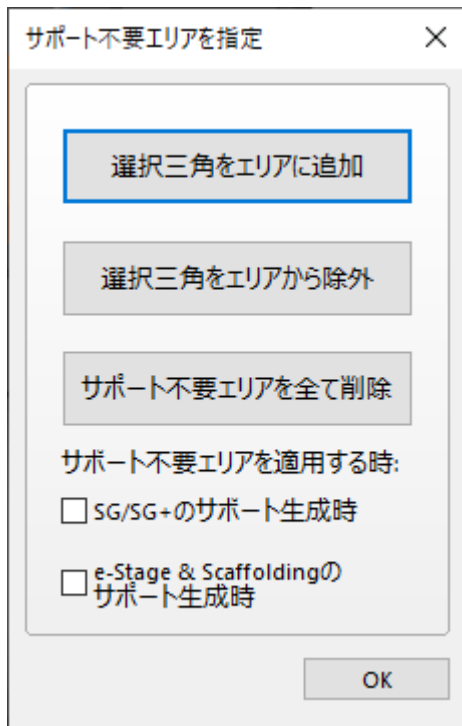 サポート不要エリアを指定
選択三角をエリアに追加
選択三角をエリアから除外
サポート不要エリアを全て削除
サポート不要エリアを適用する時:
SG/SG+のサポート生成時
e-Stage & Scaffoldingの
サポート生成時
OK